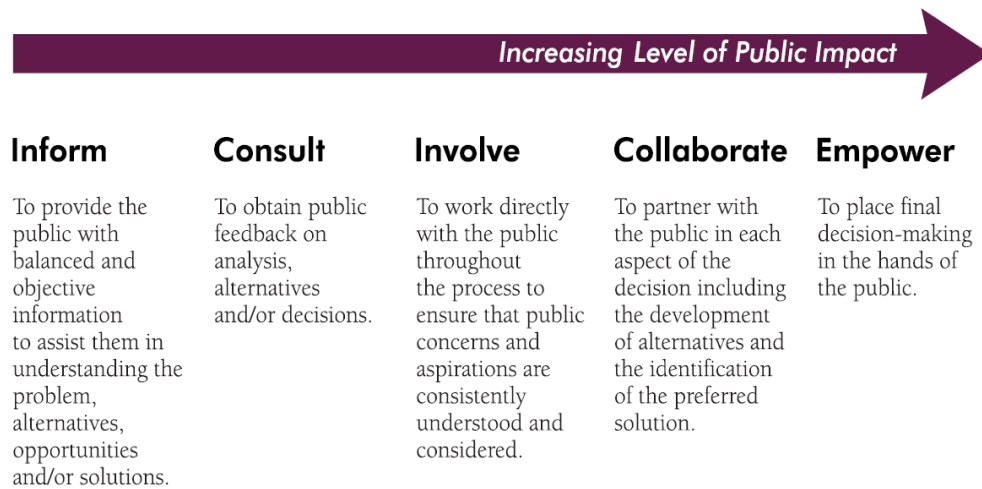 Increasing Level of Public Impact
Inform
To provide the
public with
balanced and
objective
information
to assist them in
understanding the
problem,
alternatives,
opportunities
and/or solutions.
Consult
To obtain public
feedback on
analysis,
alternatives
and/or decisions.
Involve
To work directly
with the public
throughout
the process to
ensure that public
concerns and
aspirations are
consistently
understood and
considered.
Collaborate
To partner with
the public in each
aspect of the
decision including
the development
of alternatives and
the identification
of the preferred
solution.
Empower
To place final
decision-making
in the hands of
the public.